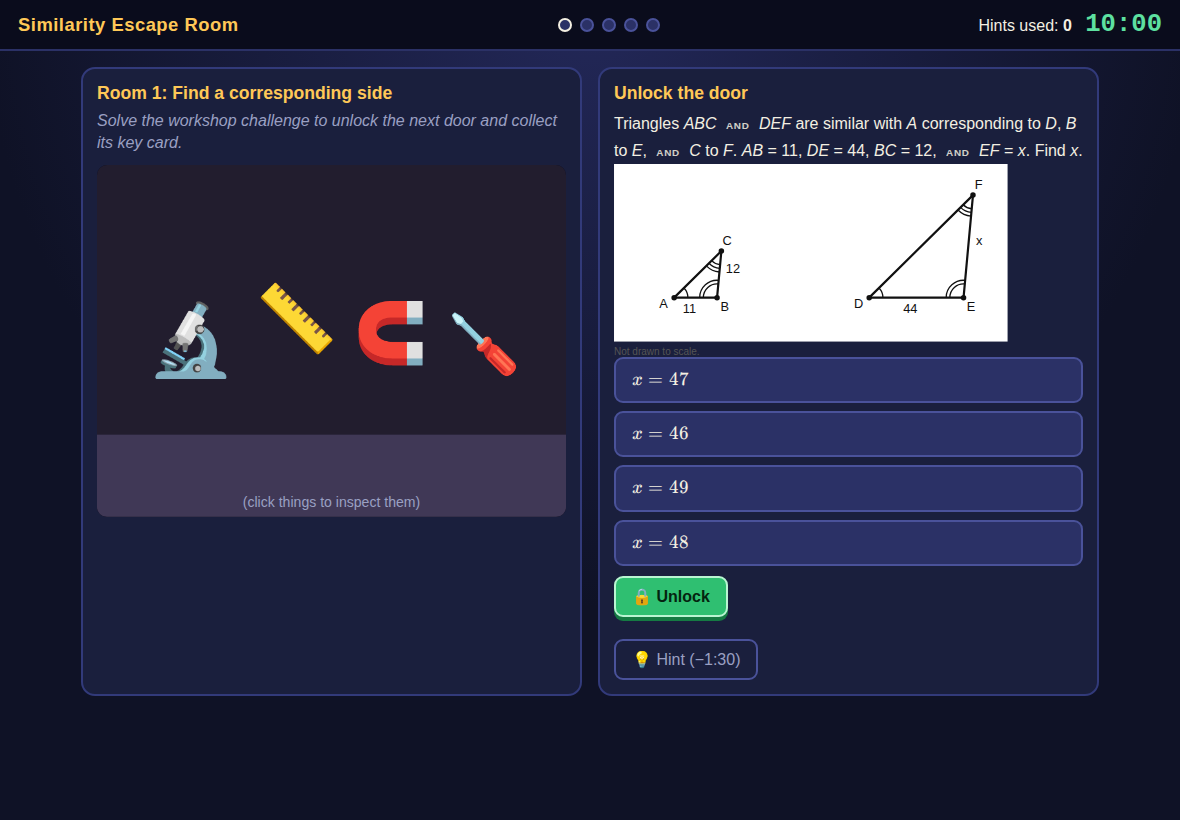 Similarity Escape Room
Hints used: 0 10:00
Room 1: Find a corresponding side
Solve the workshop challenge to unlock the next door and collect
its key card.
(click things to inspect them)
Unlock the door
Triangles ABC AND DEF are similar with A corresponding to D, B
to E, AND C to F. AB = 11, DE = 44, BC = 12, AND EF = x. Find x.
F
C
x
12
A
B
D
E
11
44
Not drawn to scale.
x = 47
x = 46
x = 49
x = 48
🔒 Unlock
💡 Hint (−1:30)